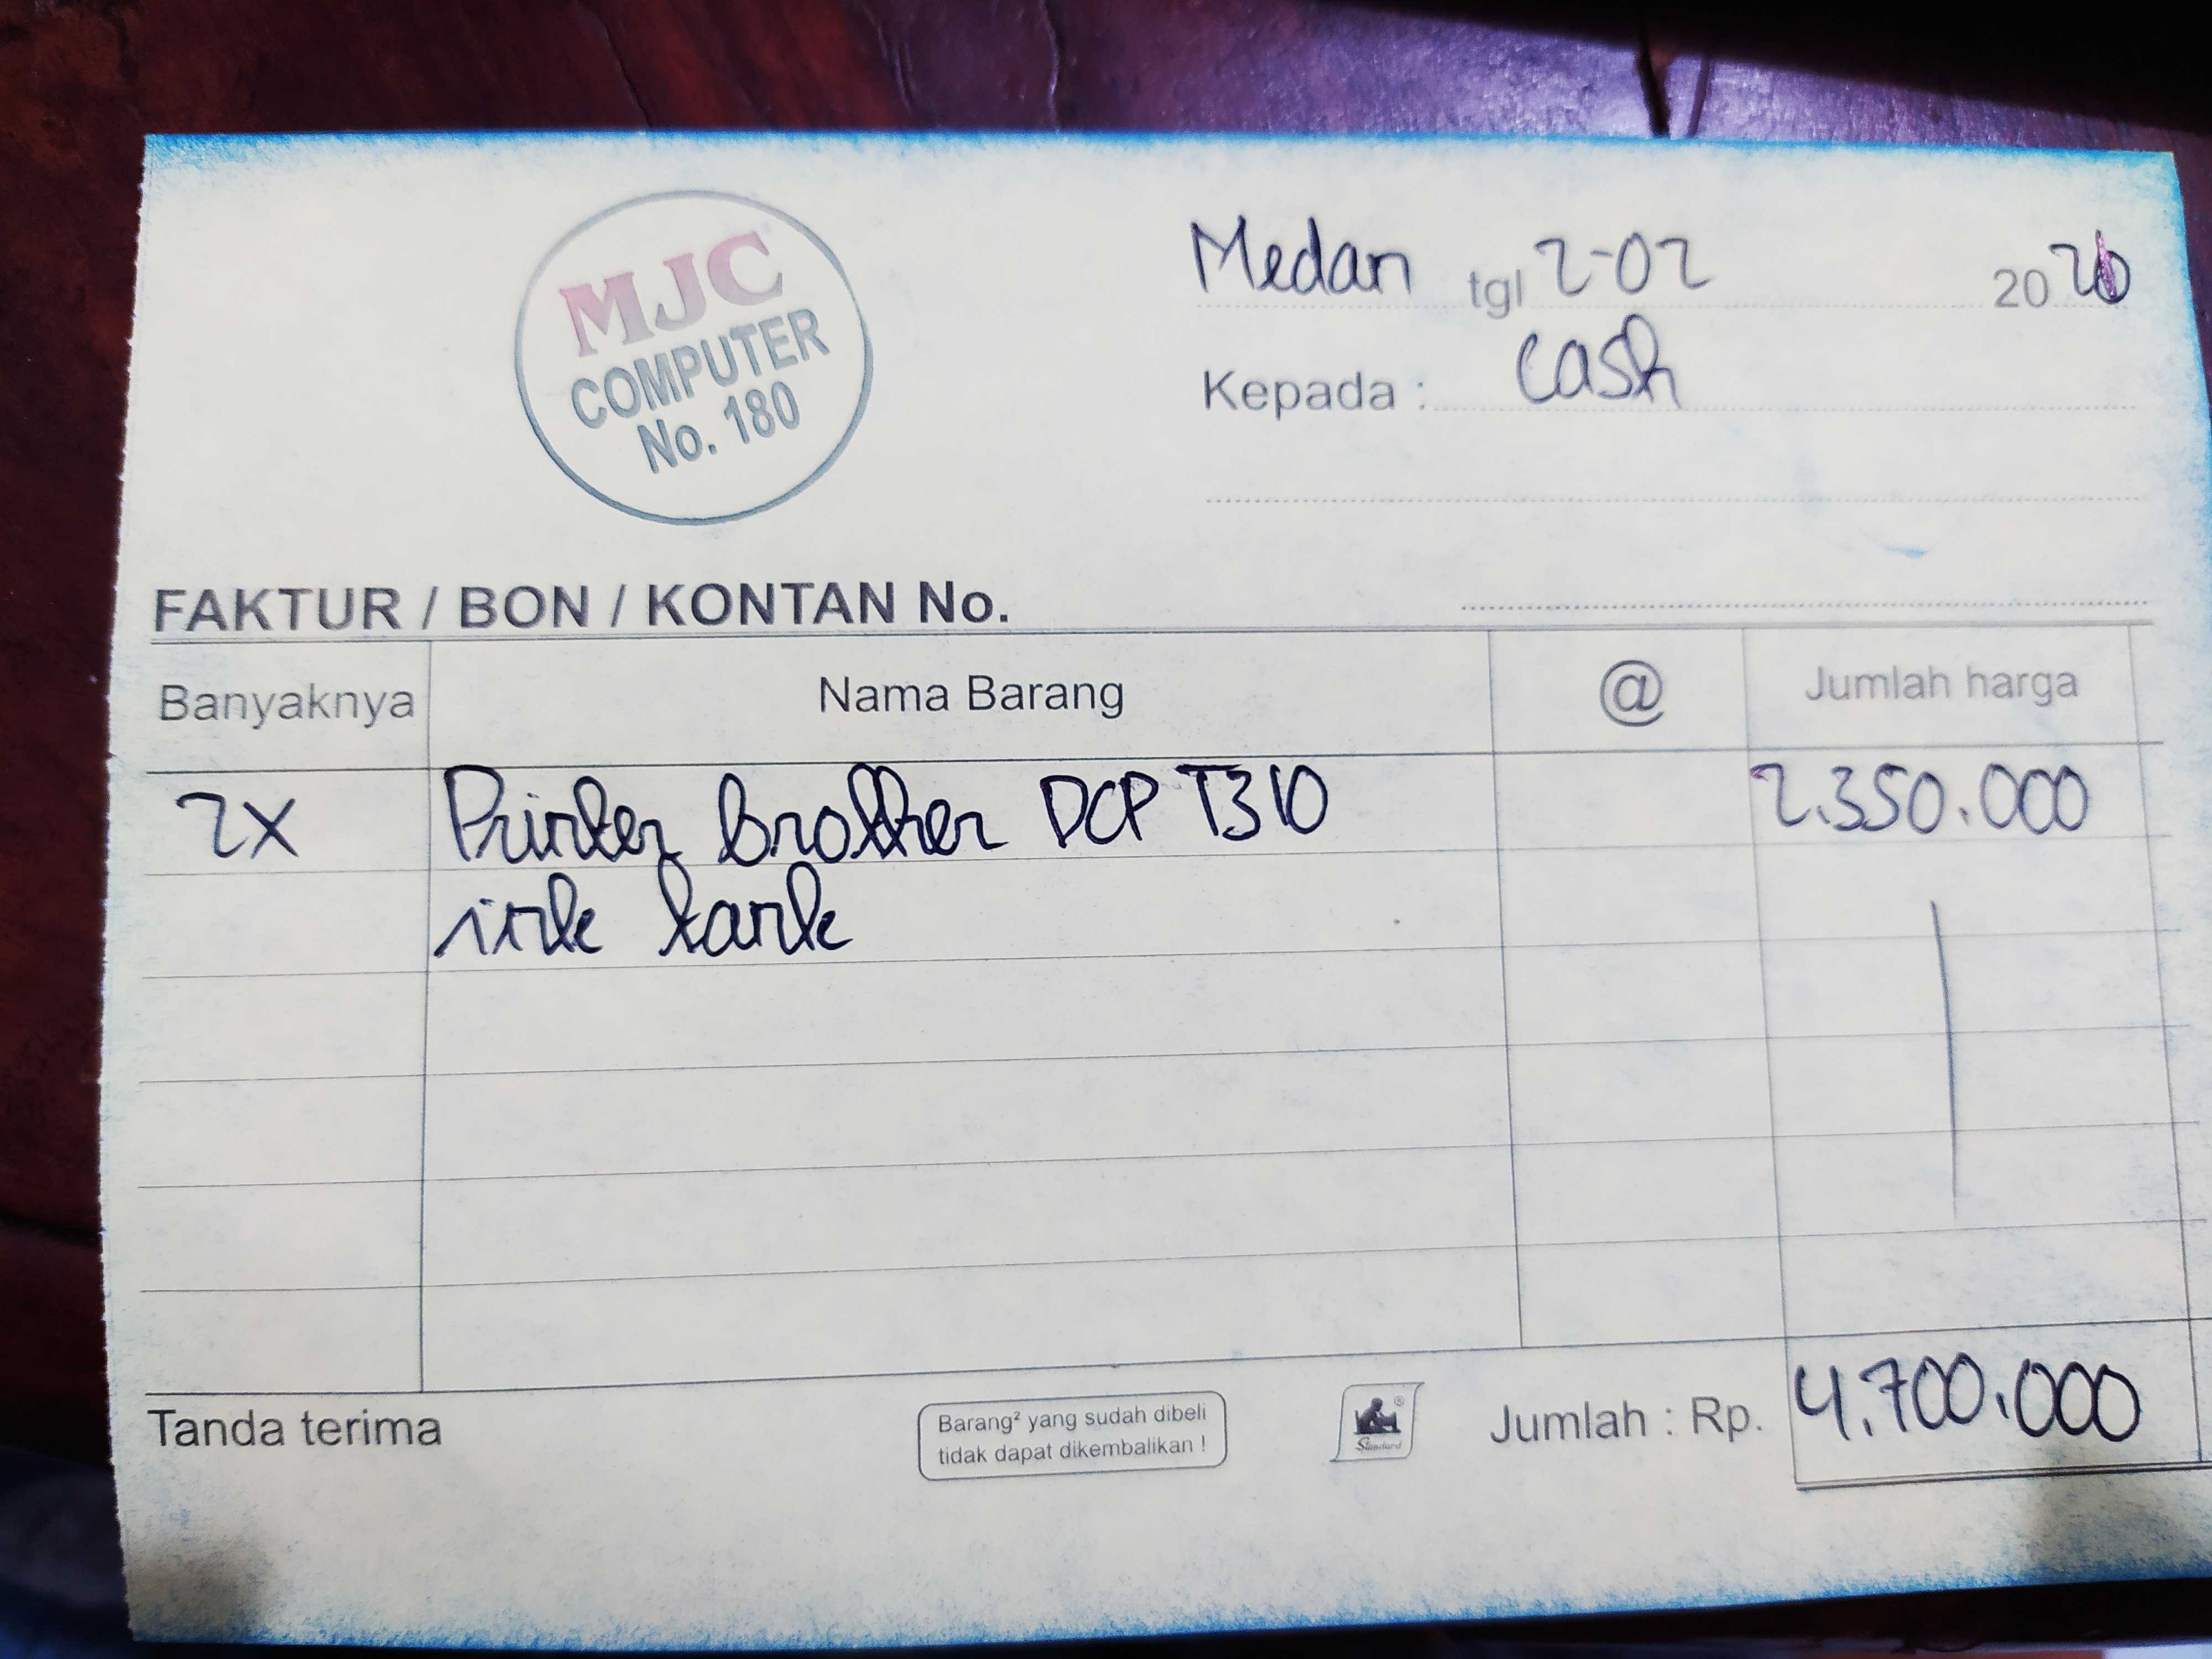 MJC
COMPUTER
No. 180
Medan tgl 2-02 20
Kepada : Cash
FAKTUR / BON / KONTAN No.
Banyaknya Nama Barang @ Jumlah harga
2X Printer Brother DCP T310 2.350.000
ink tank
Tanda terima
Barang² yang sudah dibeli
tidak dapat dikembalikan !
Standard
Jumlah : Rp. 4.700.000